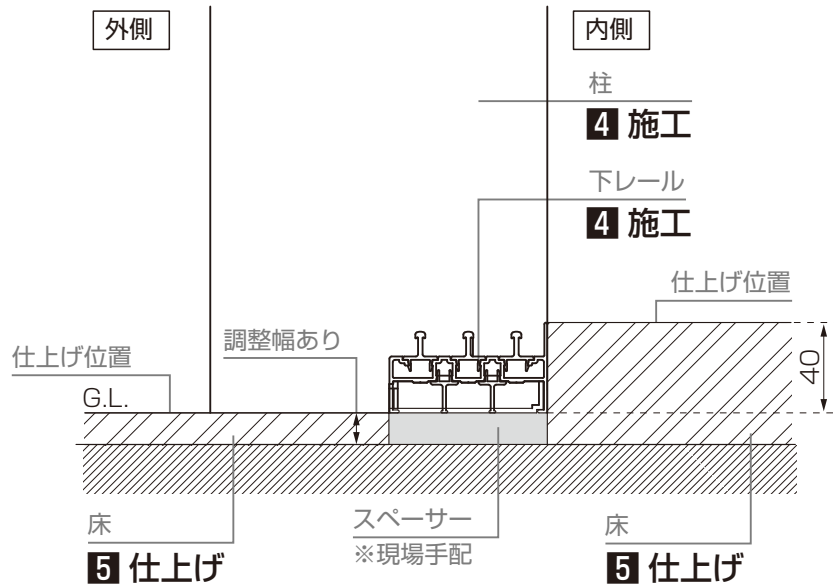 外側
内側
柱
4 施工
下レール
4 施工
仕上げ位置
調整幅あり
仕上げ位置
40
G.L.
床
5 仕上げ
スペーサー
※現場手配
床
5 仕上げ